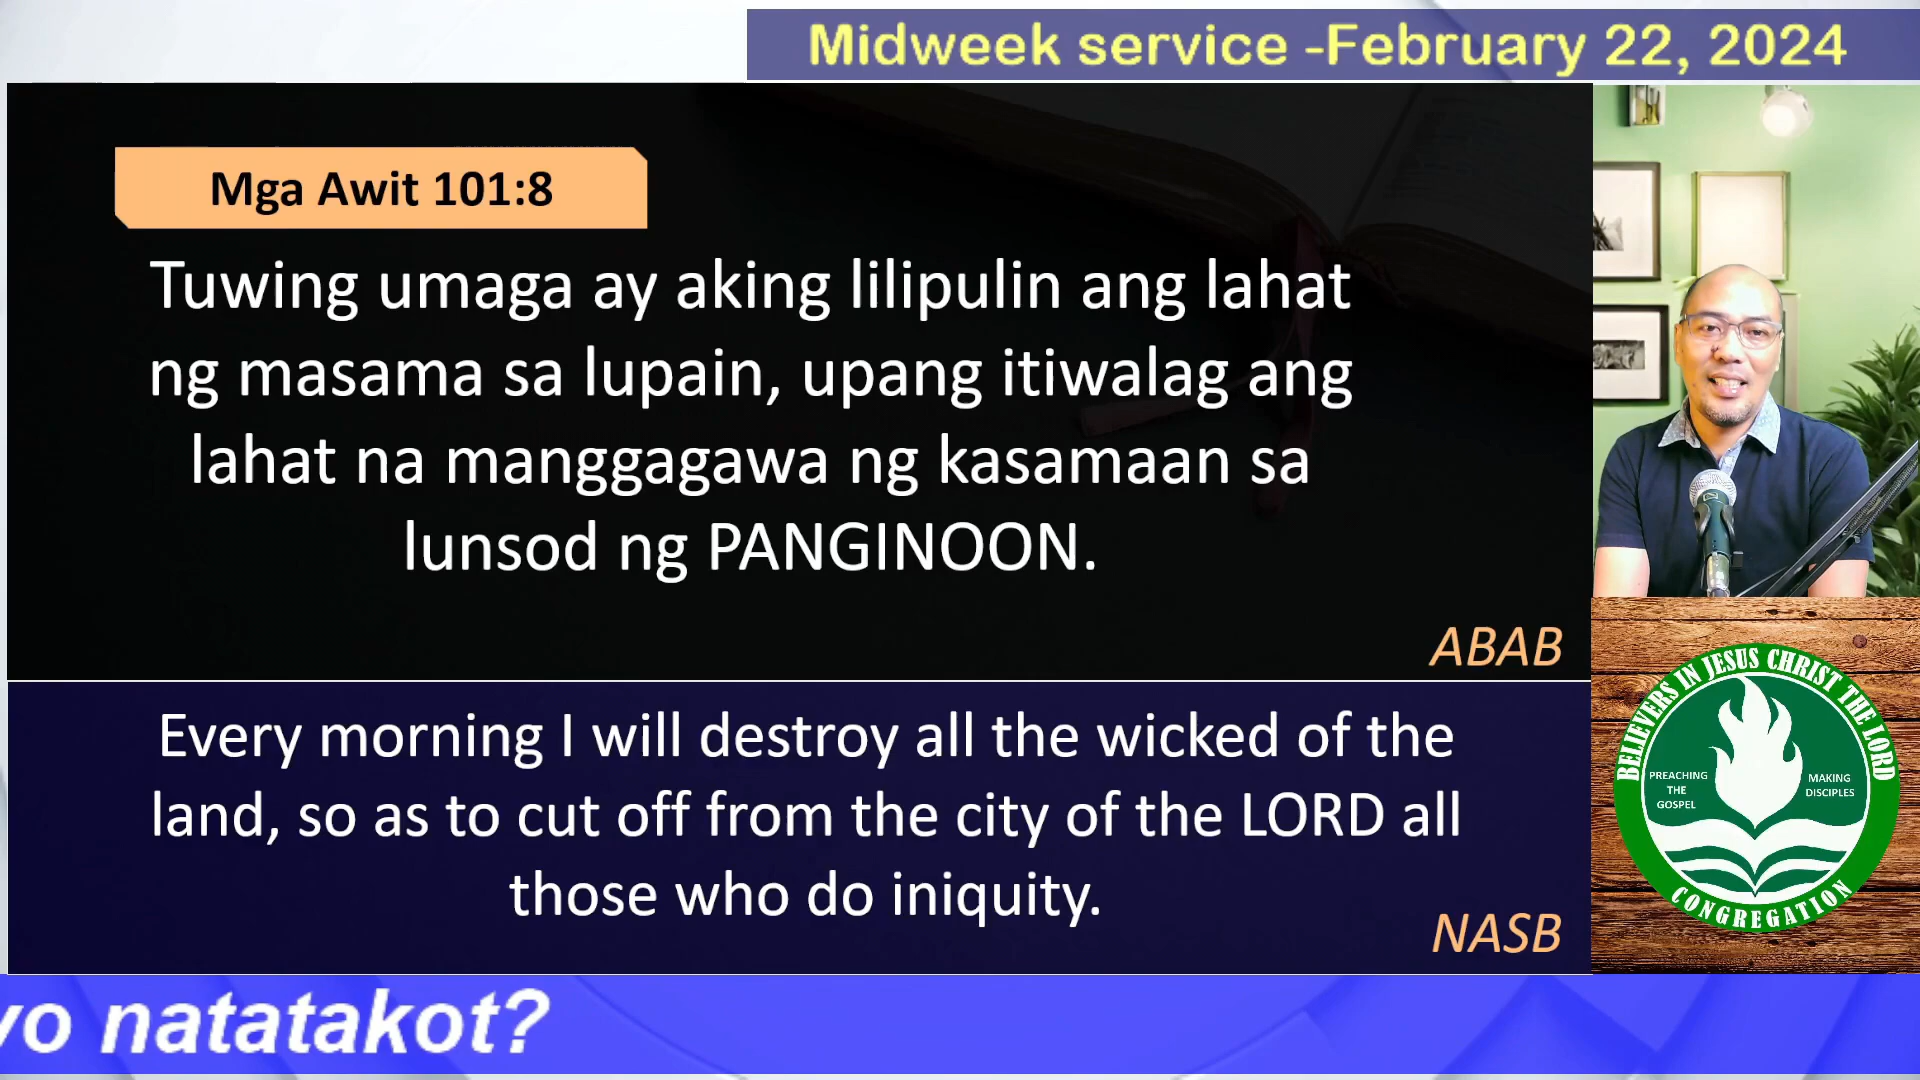 Midweek service -February 22, 2024
Mga Awit 101:8
Tuwing umaga ay aking lilipulin ang lahat
ng masama sa lupain, upang itiwalag ang
lahat na manggagawa ng kasamaan sa
lunsod ng PANGINOON.
ABAB
Every morning I will destroy all the wicked of the
land, so as to cut off from the city of the LORD all
those who do iniquity.
NASB
BELIEVERS IN JESUS CHRIST THE LORD
PREACHING
THE
GOSPEL
MAKING
DISCIPLES
CONGREGATION
yo natatakot?